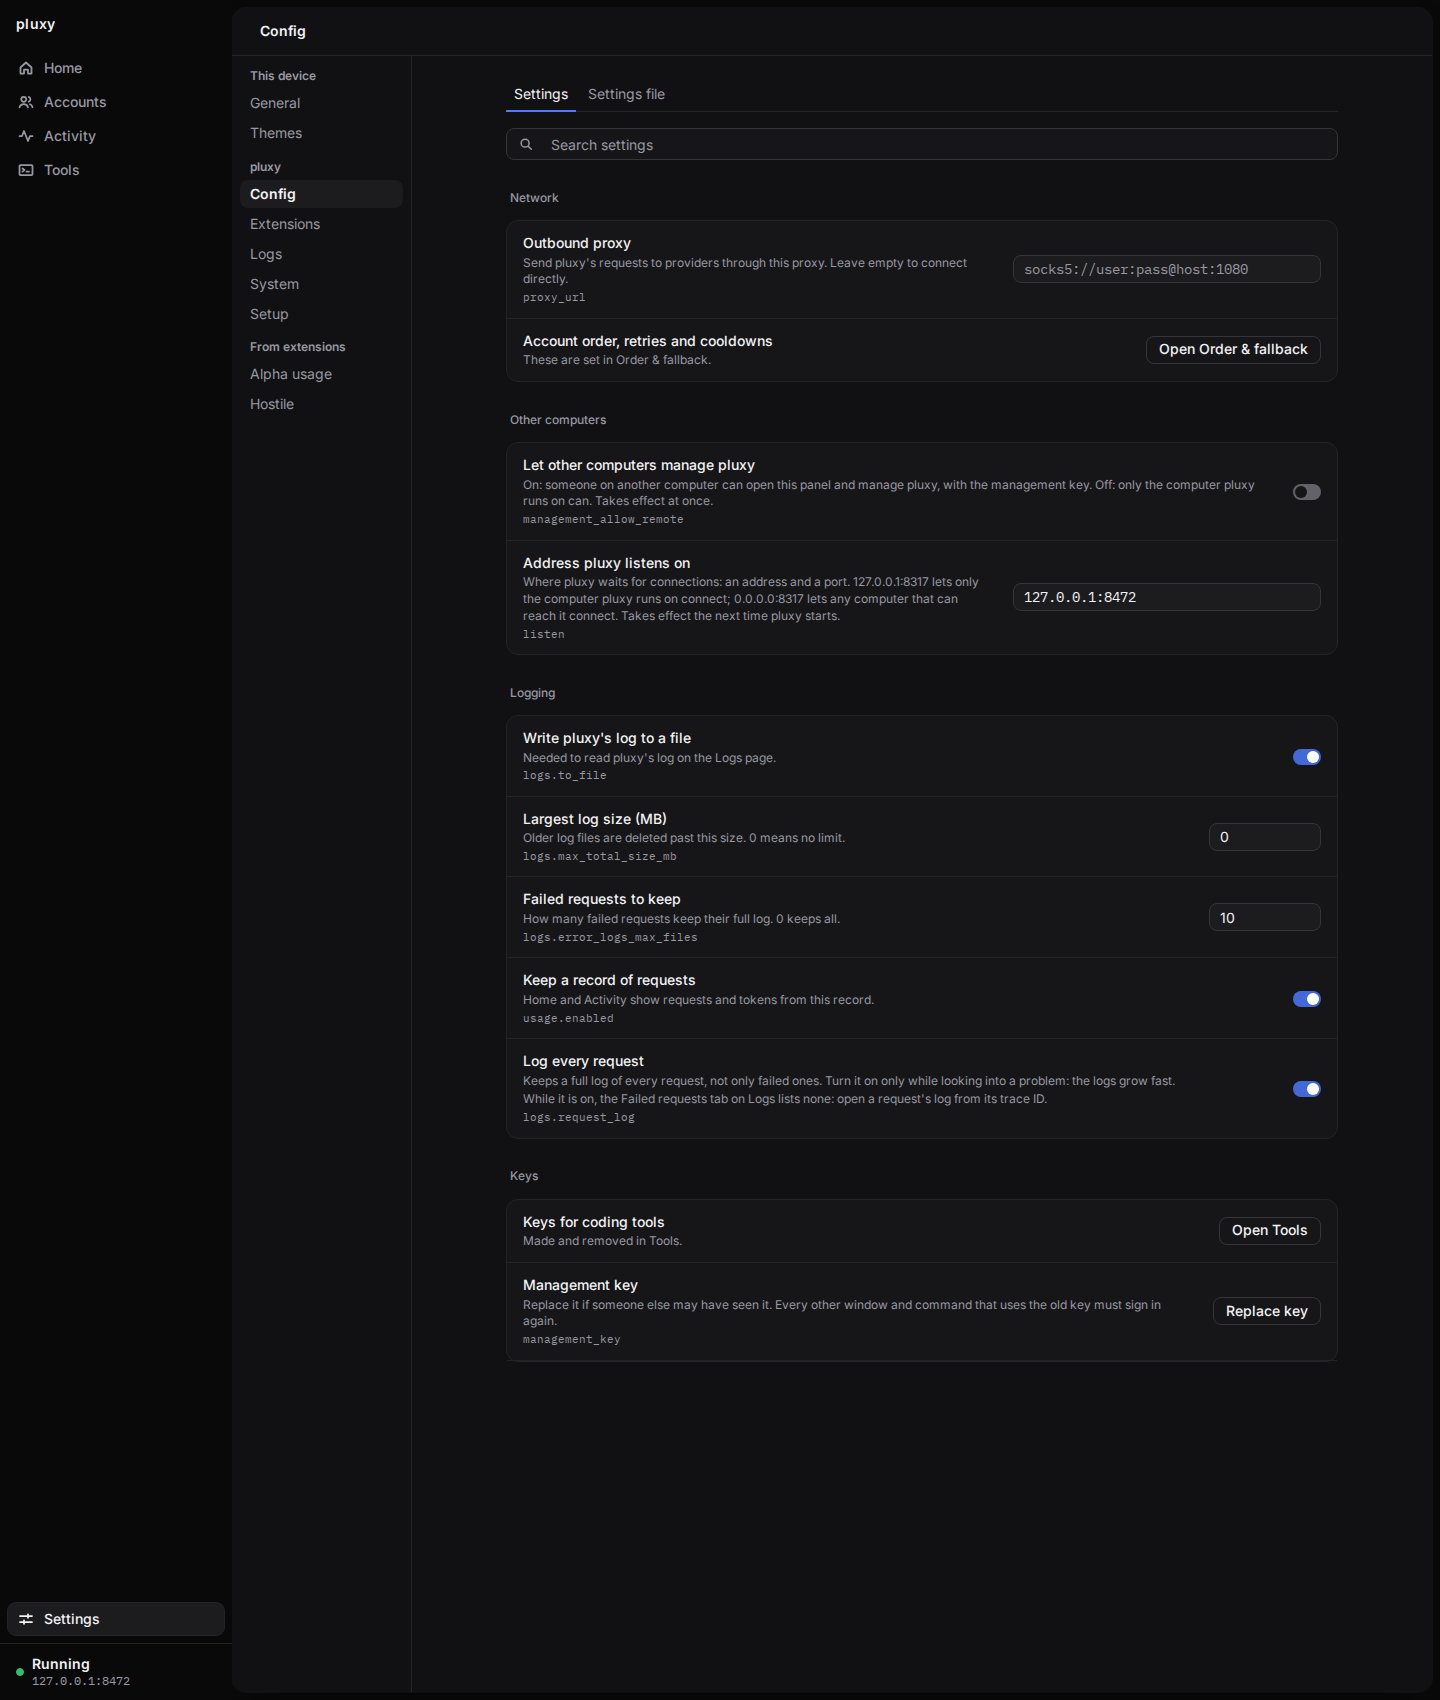 pluxy
Home
Accounts
Activity
Tools
Settings
Running
127.0.0.1:8472
Config
This device
General
Themes
pluxy
Config
Extensions
Logs
System
Setup
From extensions
Alpha usage
Hostile
Settings
Settings file
Search settings
Network
Outbound proxy
Send pluxy's requests to providers through this proxy. Leave empty to connect
directly.
proxy_url
socks5://user:pass@host:1080
Account order, retries and cooldowns
These are set in Order & fallback.
Open Order & fallback
Other computers
Let other computers manage pluxy
On: someone on another computer can open this panel and manage pluxy, with the management key. Off: only the computer pluxy
runs on can. Takes effect at once.
management_allow_remote
Address pluxy listens on
Where pluxy waits for connections: an address and a port. 127.0.0.1:8317 lets only
the computer pluxy runs on connect; 0.0.0.0:8317 lets any computer that can
reach it connect. Takes effect the next time pluxy starts.
listen
127.0.0.1:8472
Logging
Write pluxy's log to a file
Needed to read pluxy's log on the Logs page.
logs.to_file
Largest log size (MB)
Older log files are deleted past this size. 0 means no limit.
logs.max_total_size_mb
0
Failed requests to keep
How many failed requests keep their full log. 0 keeps all.
logs.error_logs_max_files
10
Keep a record of requests
Home and Activity show requests and tokens from this record.
usage.enabled
Log every request
Keeps a full log of every request, not only failed ones. Turn it on only while looking into a problem: the logs grow fast.
While it is on, the Failed requests tab on Logs lists none: open a request's log from its trace ID.
logs.request_log
Keys
Keys for coding tools
Made and removed in Tools.
Open Tools
Management key
Replace it if someone else may have seen it. Every other window and command that uses the old key must sign in
again.
management_key
Replace key